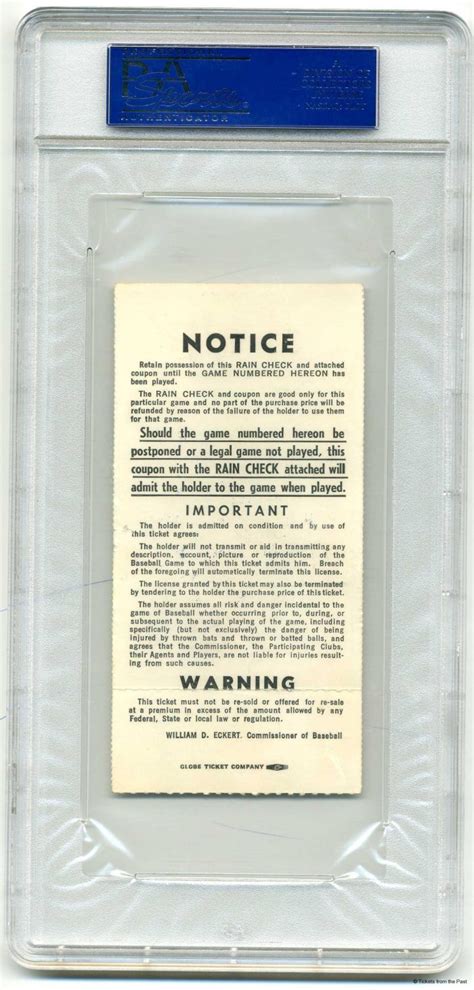 PSA
Sports
AUTHENTICATOR
A
DIVISION OF
NOTICE
Retain possession of this RAIN CHECK and attached
coupon until the GAME NUMBERED HEREON has
been played.
The RAIN CHECK and coupon are good only for this
particular game and no part of the purchase price will be
refunded by reason of the failure of the holder to use them
for that game.
Should the game numbered hereon be
postponed or a legal game not played, this
coupon with the RAIN CHECK attached will
admit the holder to the game when played.
IMPORTANT
The holder is admitted on condition and by use of
this ticket agrees:
The holder will not transmit or aid in transmitting any
description, account, picture or reproduction of the
Baseball Game to which this ticket admits him. Breach
of the foregoing will automatically terminate this license.
The license granted by this ticket may also be terminated
by tendering to the holder the purchase price of this ticket.
The holder assumes all risk and danger incidental to the
game of Baseball whether occurring prior to, during, or
subsequent to the actual playing of the game, including
specifically (but not exclusively) the danger of being
injured by thrown bats and thrown or batted balls, and
agrees that the Commissioner, the Participating Clubs,
their Agents and Players, are not liable for injuries result-
ing from such causes.
WARNING
This ticket must not be re-sold or offered for re-sale
at a premium in excess of the amount allowed by any
Federal, State or local law or regulation.
WILLIAM D. ECKERT. Commissioner of Baseball
GLOBE TICKET COMPANY
© Tickets from the Past